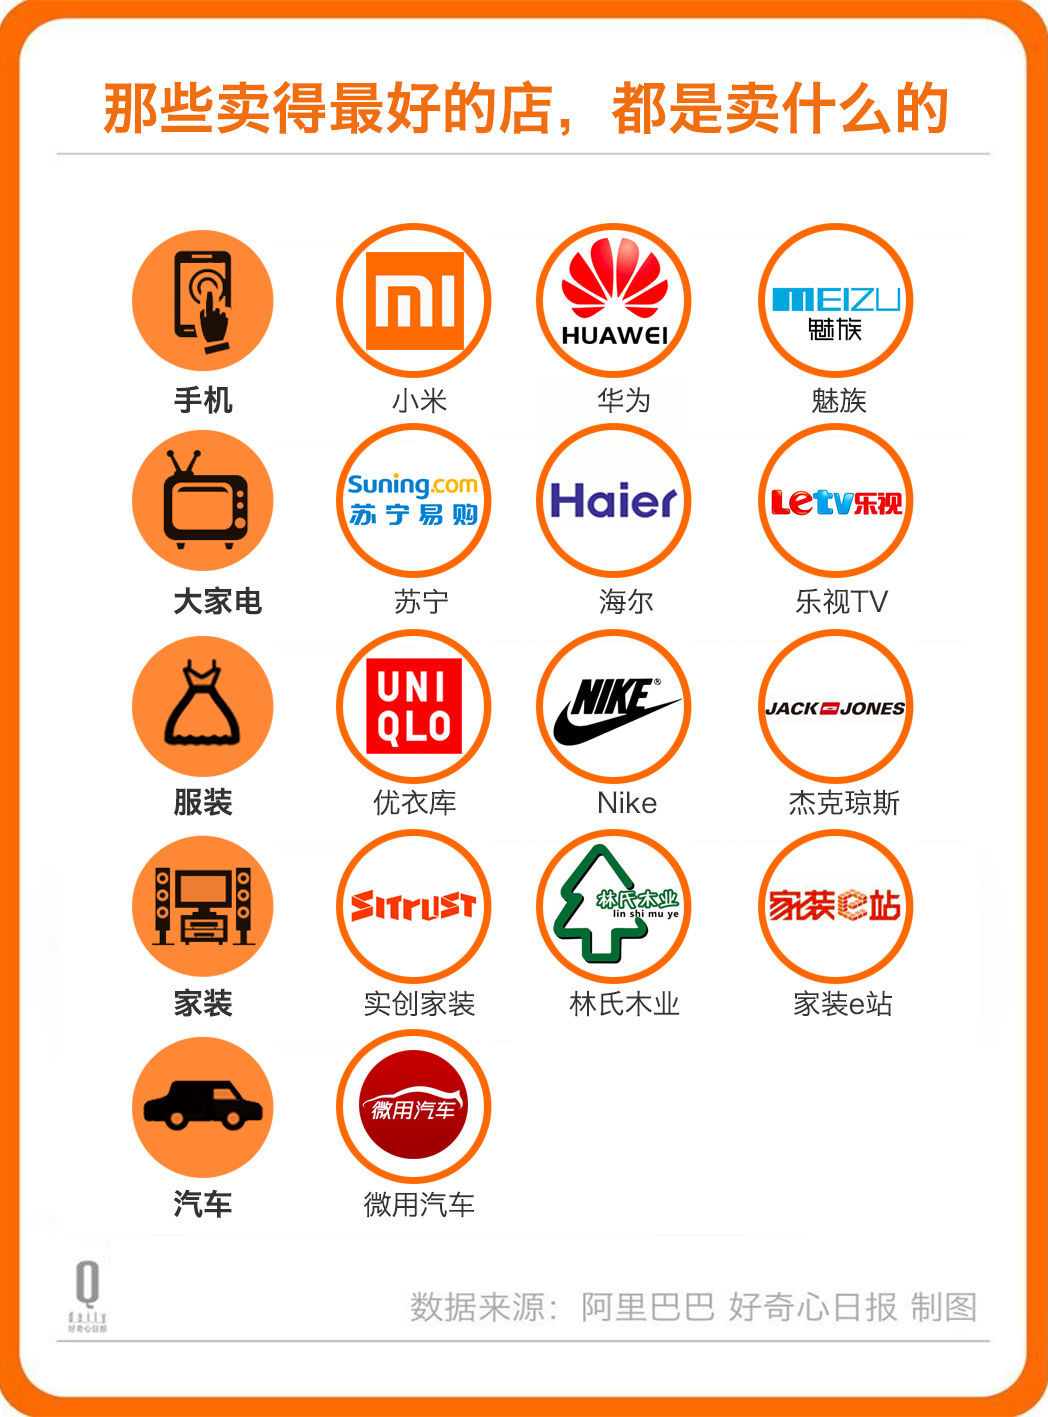 那些卖得最好的店，都是卖什么的
mi
HUAWEI
MEIZU
魅族
手机 小米 华为 魅族
Suning.com
苏宁易购
Haier
Letv乐视
大家电 苏宁 海尔 乐视TV
UNI
QLO
NIKE®
JACK JONES
服装 优衣库 Nike 杰克琼斯
SITrUST
林氏木业
lin shi mu ye
家装e站
家装 实创家装 林氏木业 家装e站
微用汽车
汽车 微用汽车
Q
daily
好奇心日报
数据来源：阿里巴巴 好奇心日报 制图